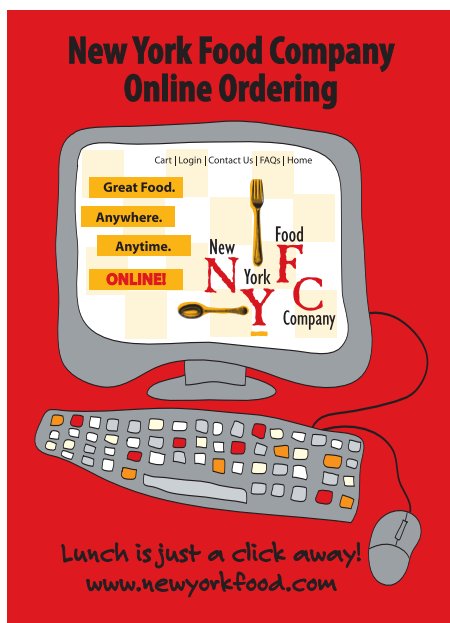 New York Food Company
Online Ordering
Cart | Login | Contact Us | FAQs | Home
Great Food.
Anywhere.
Anytime.
ONLINE!
New
Food
N
York
F
Y
C
Company
Lunch is just a click away!
www.newyorkfood.com